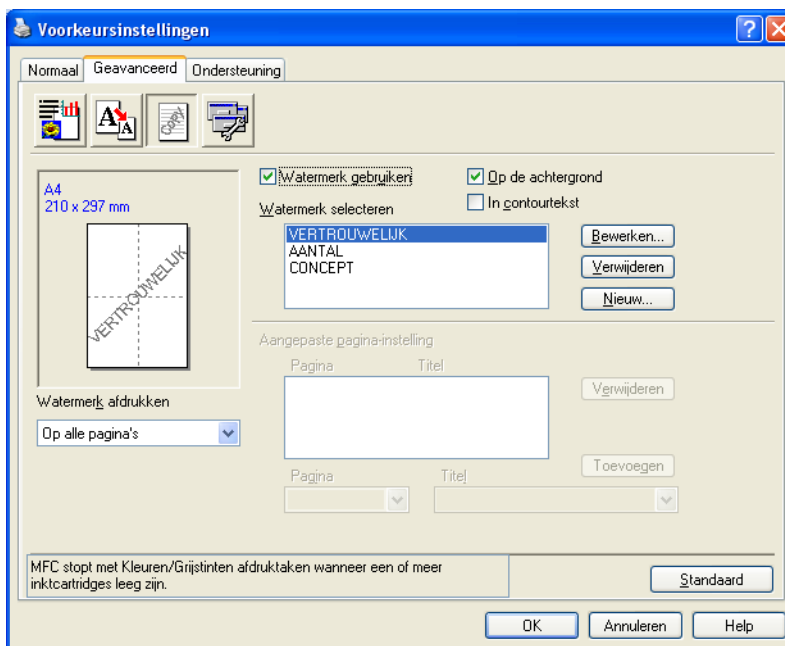 Voorkeursinstellingen
Normaal Geavanceerd Ondersteuning
A A COPY
A4
210 x 297 mm
VERTROUWELIJK
Watermerk afdrukken
Op alle pagina's
Watermerk gebruiken
Op de achtergrond
In contourtekst
Watermerk selecteren
VERTROUWELIJK
AANTAL
CONCEPT
Bewerken...
Verwijderen
Nieuw...
Aangepaste pagina-instelling
Pagina Titel
Verwijderen
Toevoegen
Pagina Titel
MFC stopt met Kleuren/Grijstinten afdruktaken wanneer een of meer
inktcartridges leeg zijn.
Standaard
OK Annuleren Help